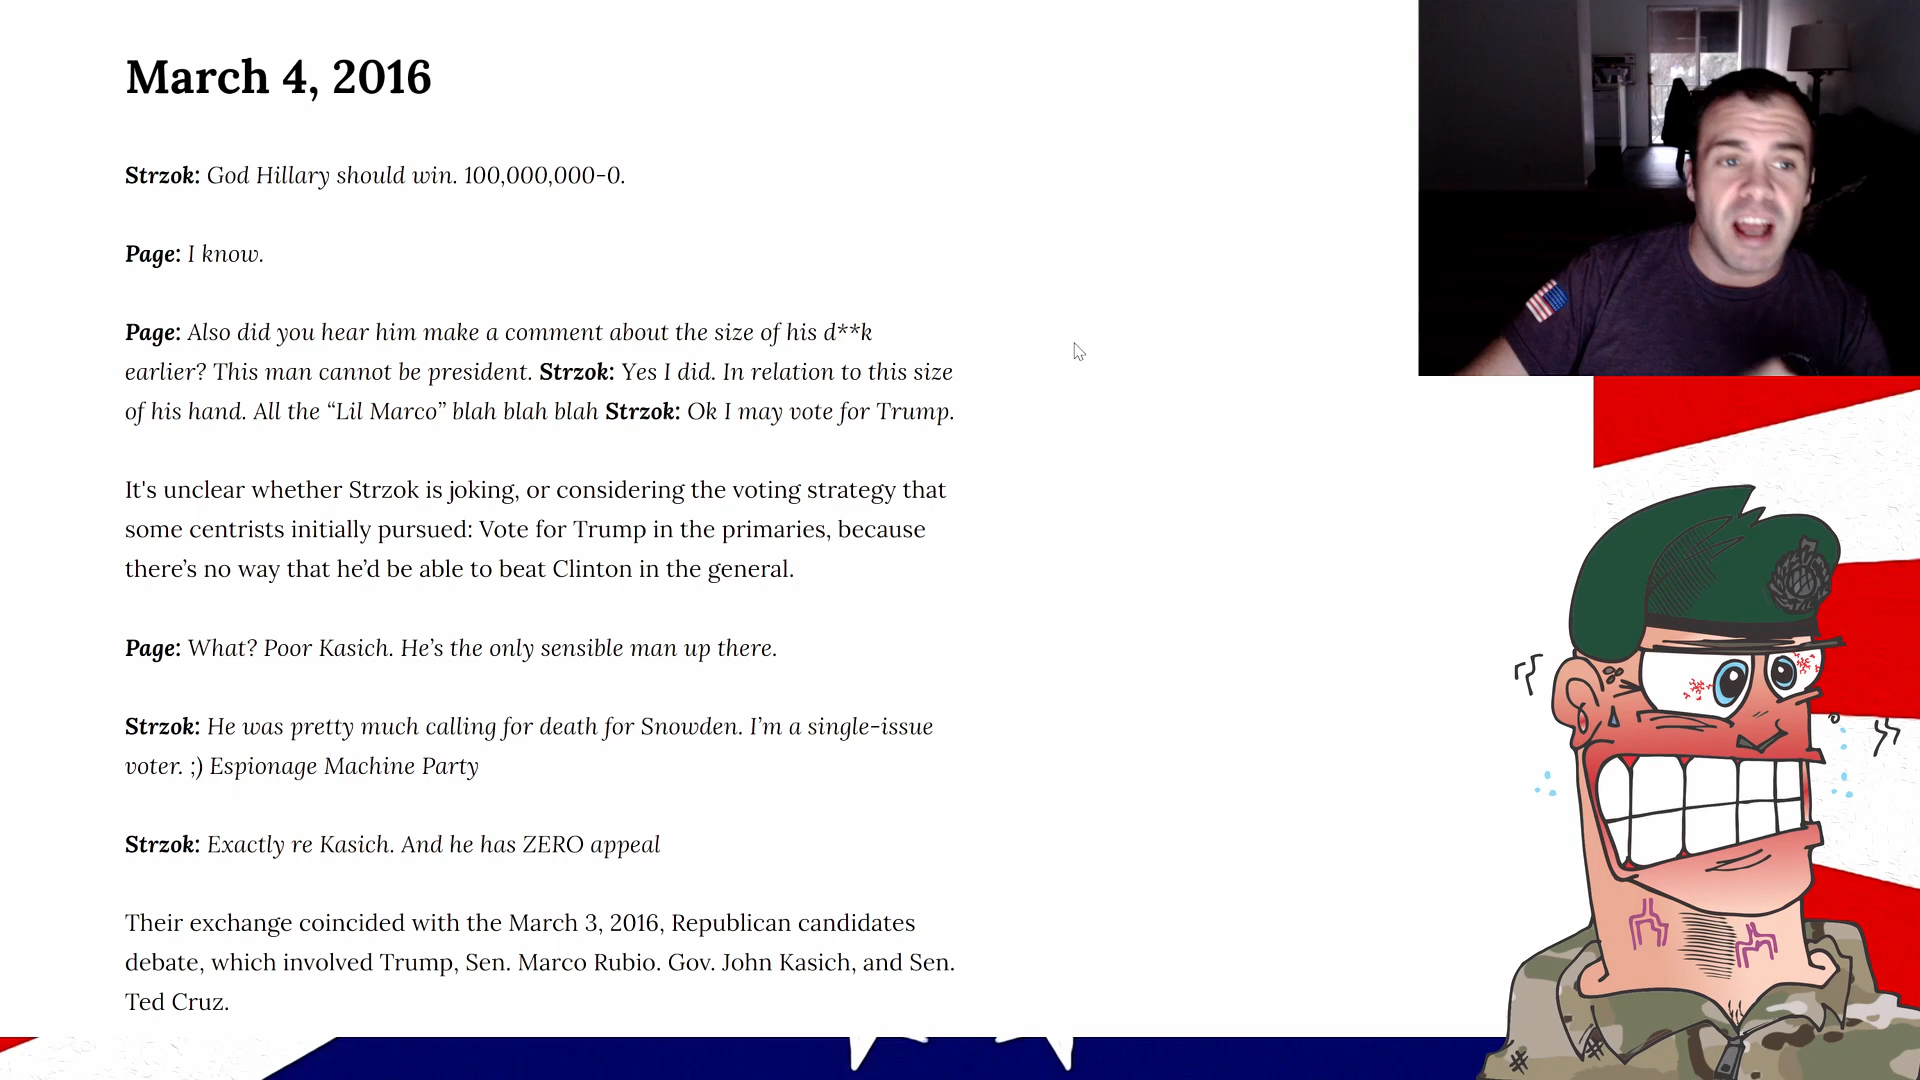 March 4, 2016
Strzok: God Hillary should win. 100,000,000-0.
Page: I know.
Page: Also did you hear him make a comment about the size of his d**k
earlier? This man cannot be president. Strzok: Yes I did. In relation to this size
of his hand. All the “Lil Marco” blah blah blah Strzok: Ok I may vote for Trump.
It's unclear whether Strzok is joking, or considering the voting strategy that
some centrists initially pursued: Vote for Trump in the primaries, because
there’s no way that he’d be able to beat Clinton in the general.
Page: What? Poor Kasich. He’s the only sensible man up there.
Strzok: He was pretty much calling for death for Snowden. I’m a single-issue
voter. ;) Espionage Machine Party
Strzok: Exactly re Kasich. And he has ZERO appeal
Their exchange coincided with the March 3, 2016, Republican candidates
debate, which involved Trump, Sen. Marco Rubio. Gov. John Kasich, and Sen.
Ted Cruz.